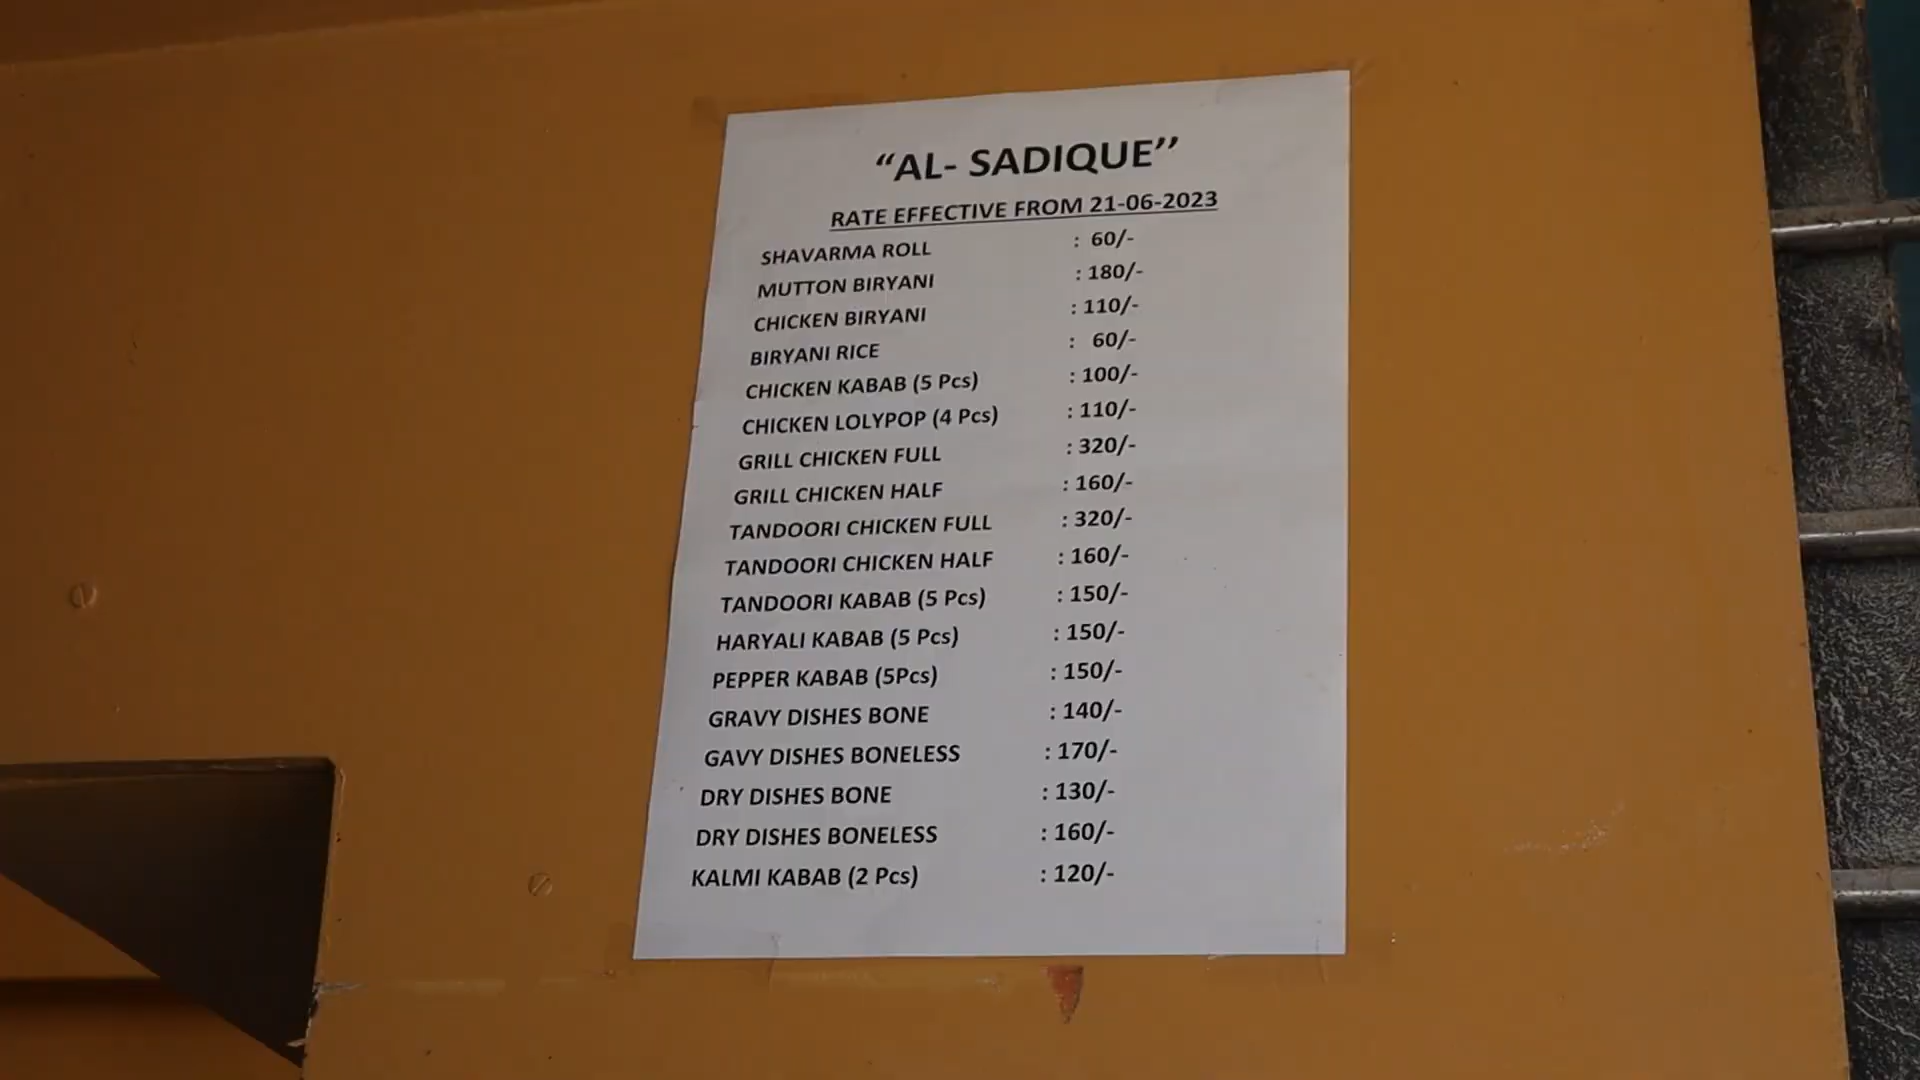 “AL- SADIQUE’’
RATE EFFECTIVE FROM 21-06-2023
SHAVARMA ROLL : 60/-
MUTTON BIRYANI : 180/-
CHICKEN BIRYANI : 110/-
BIRYANI RICE : 60/-
CHICKEN KABAB (5 Pcs) : 100/-
CHICKEN LOLYPOP (4 Pcs) : 110/-
GRILL CHICKEN FULL : 320/-
GRILL CHICKEN HALF : 160/-
TANDOORI CHICKEN FULL : 320/-
TANDOORI CHICKEN HALF : 160/-
TANDOORI KABAB (5 Pcs) : 150/-
HARYALI KABAB (5 Pcs) : 150/-
PEPPER KABAB (5Pcs) : 150/-
GRAVY DISHES BONE : 140/-
GAVY DISHES BONELESS : 170/-
DRY DISHES BONE : 130/-
DRY DISHES BONELESS : 160/-
KALMI KABAB (2 Pcs) : 120/-